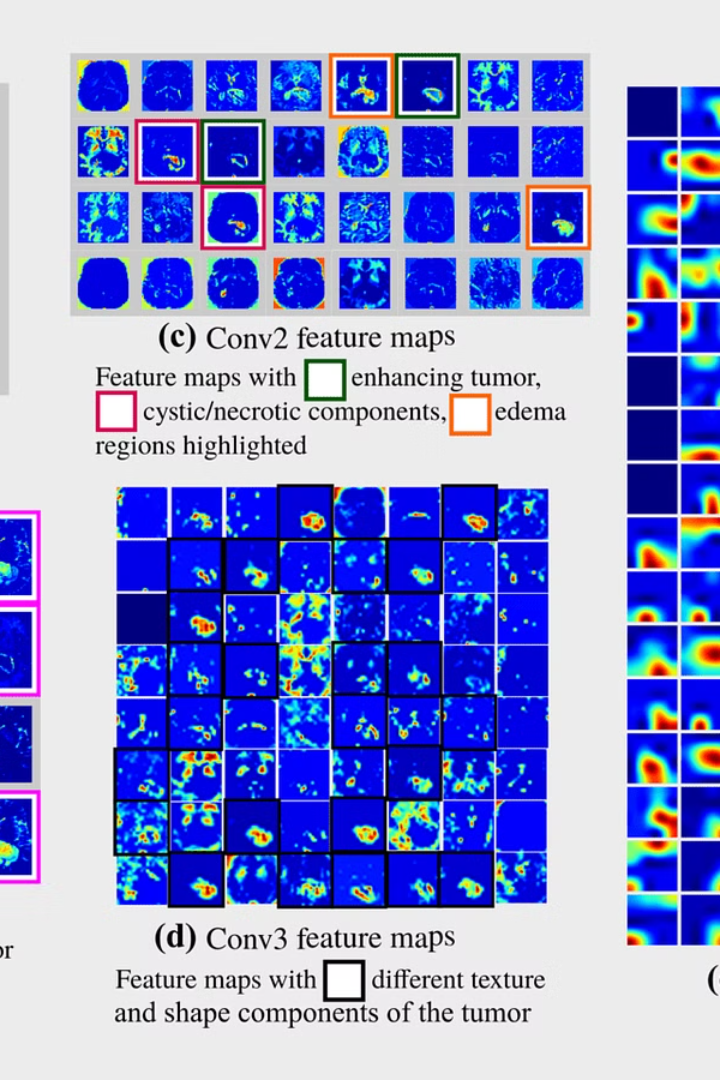 (c) Conv2 feature maps
Feature maps with enhancing tumor,
cystic/necrotic components, edema
regions highlighted
or
(d) Conv3 feature maps
Feature maps with different texture
and shape components of the tumor
(